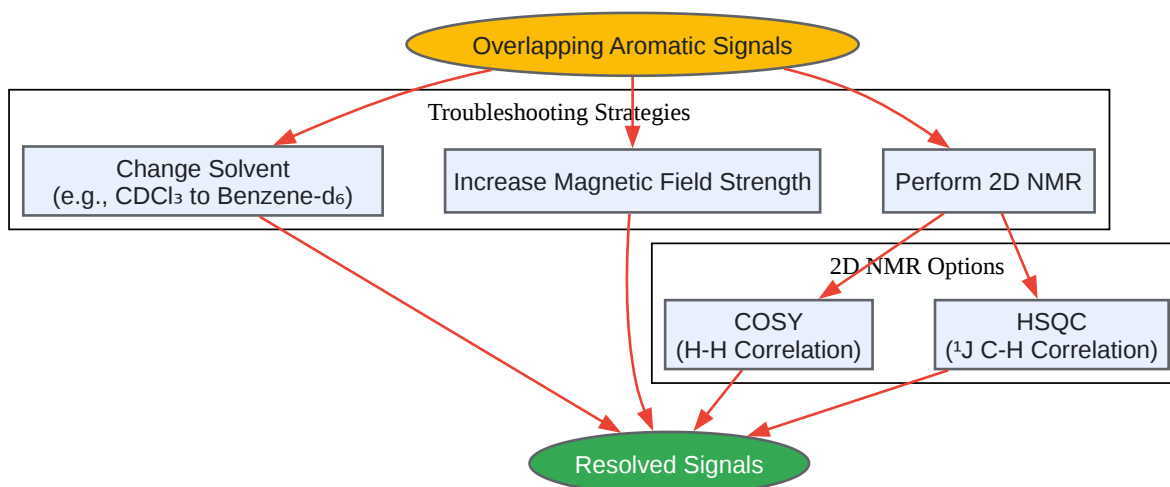 Overlapping Aromatic Signals
Troubleshooting Strategies
Change Solvent
(e.g., CDCl₃ to Benzene-d₆)
Increase Magnetic Field Strength
Perform 2D NMR
2D NMR Options
COSY
(H-H Correlation)
HSQC
(¹J C-H Correlation)
Resolved Signals